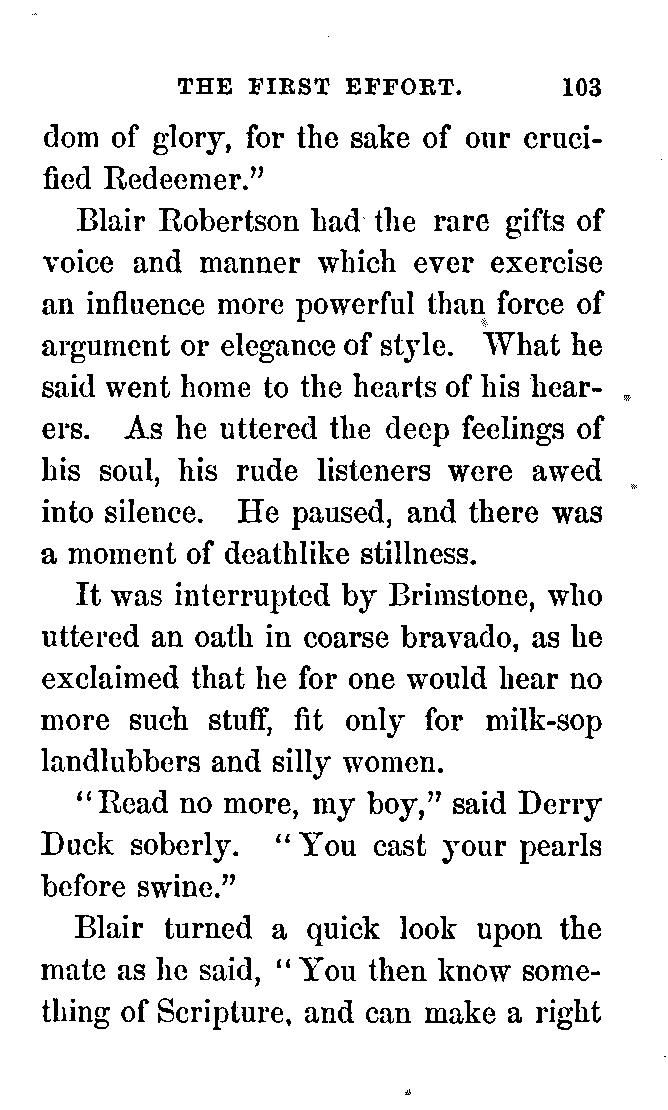 THE FIRST EFFORT. 103
dom of glory, for the sake of our cruci-
fied Redeemer."
Blair Robertson had the rare gifts of
voice and manner which ever exercise
an influence more powerful than force of
argument or elegance of style. What he
said went home to the hearts of his hear-
ers. As he uttered the deep feelings of
his soul, his rude listeners were awed
into silence. He paused, and there was
a moment of deathlike stillness.
It was interrupted by Brimstone, who
uttered an oath in coarse bravado, as he
exclaimed that he for one would hear no
more such stuff, fit only for milk-sop
landlubbers and silly women.
"Read no more, my boy," said Derry
Duck soberly. "You cast your pearls
before swine."
Blair turned a quick look upon the
mate as he said, "You then know some-
thing of Scripture, and can make a right